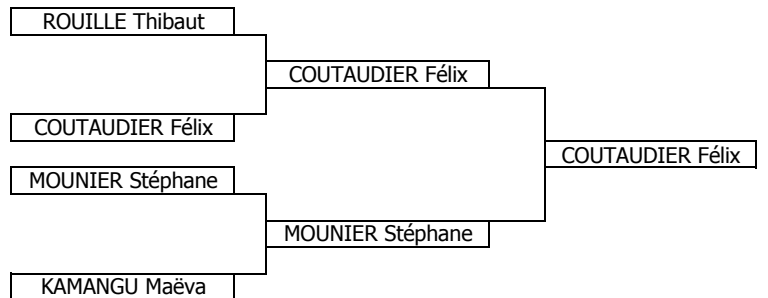 ROUILLE Thibaut
COUTAUDIER Félix
COUTAUDIER Félix
COUTAUDIER Félix
MOUNIER Stéphane
MOUNIER Stéphane
KAMANGU Maëva